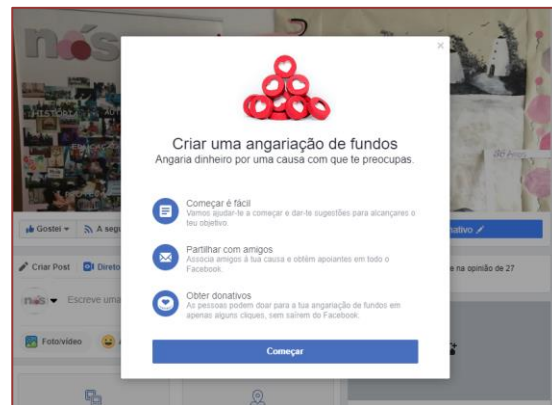 nós
HISTÓRIA
×
Criar uma angariação de fundos
Angaria dinheiro por uma causa com que te preocupas.
Começar é fácil
Vamos ajudar-te a começar e dar-te sugestões para alcançares o
teu objetivo.
Partilhar com amigos
Associa amigos à tua causa e obtém apoiantes em todo o
Facebook.
Obter donativos
As pessoas podem doar para a tua angariação de fundos em
apenas alguns cliques, sem saírem do Facebook.
Começar
Gostei
A segu
nativo
Criar Post
Direto
e na opinião de 27
nós
Escreve uma
Foto/vídeo